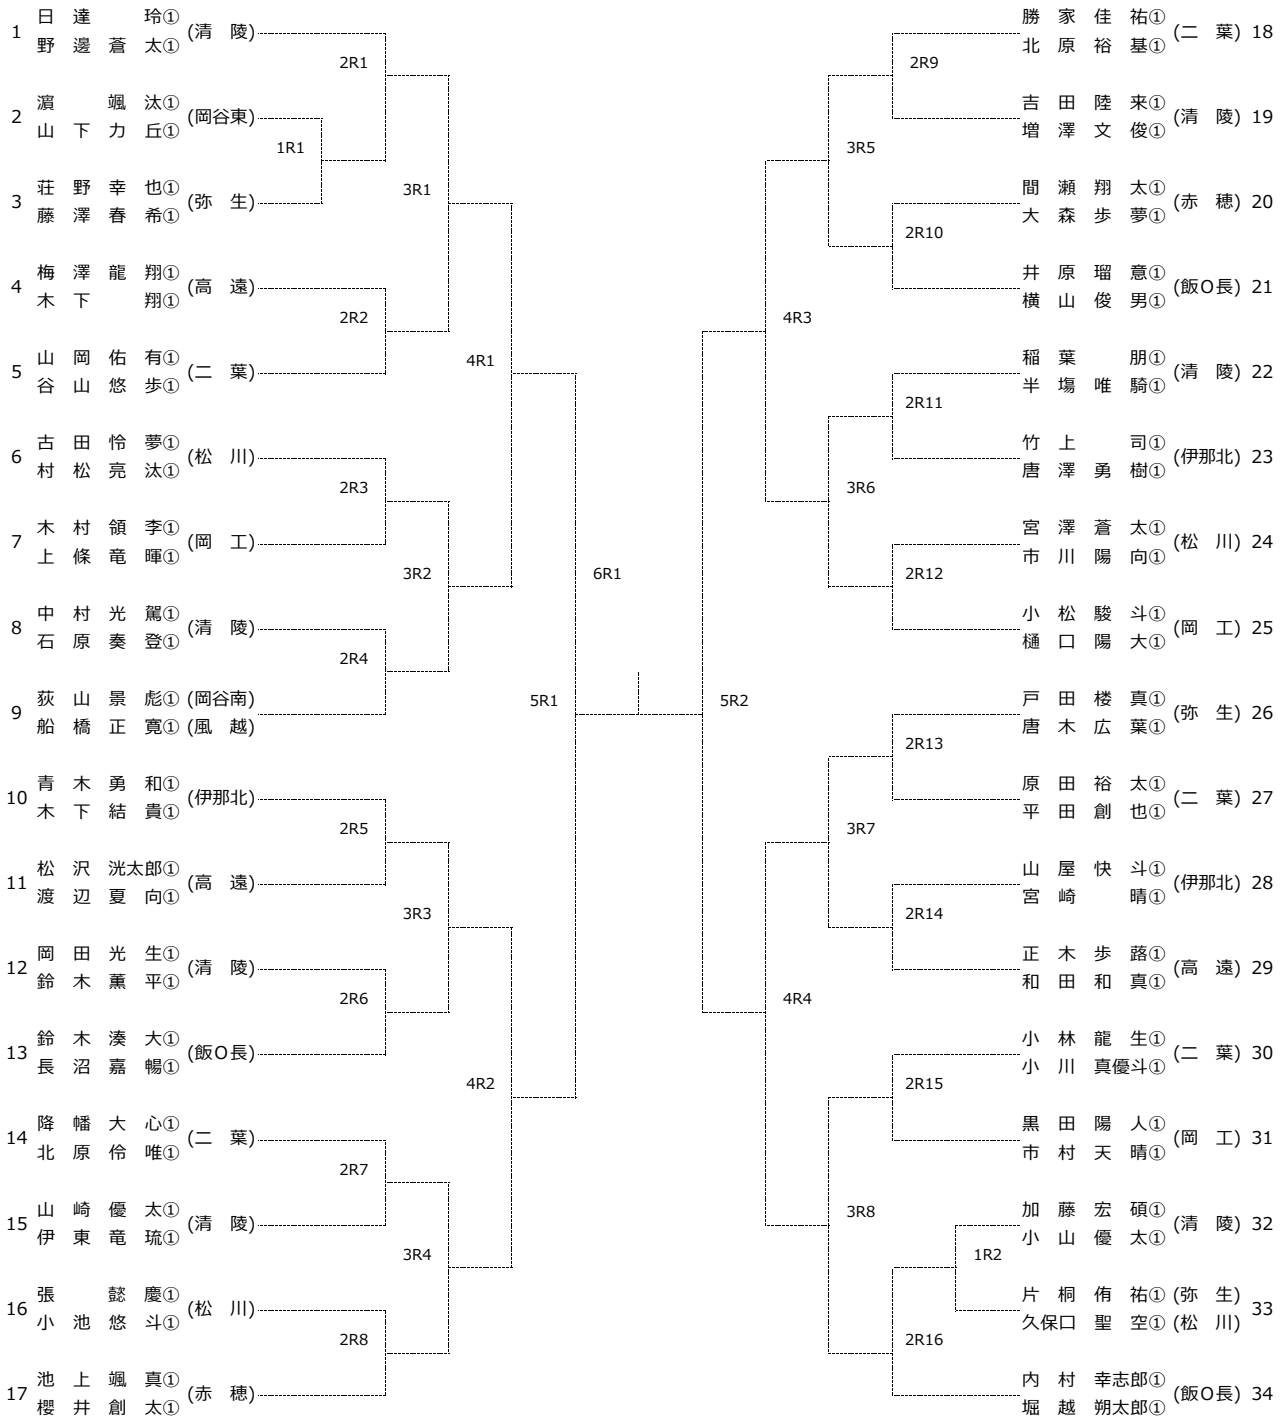 1 日達 玲① (清陵)
野邊蒼太①
2 濵 颯汰① (岡谷東)
山下力丘①
3 荘野幸也① (弥生)
藤澤春希①
4 梅澤龍翔① (高遠)
木下 翔①
5 山岡佑有① (二葉)
谷山悠歩①
6 古田怜夢① (松川)
村松亮汰①
7 木村領李① (岡工)
上條竜暉①
8 中村光駕① (清陵)
石原奏登①
9 荻山景彪① (岡谷南)
船橋正寛① (風越)
10 青木勇和① (伊那北)
木下結貴①
11 松沢洸太郎① (高遠)
渡辺夏向①
12 岡田光生① (清陵)
鈴木薫平①
13 鈴木湊大① (飯O長)
長沼嘉暢①
14 降幡大心① (二葉)
北原伶唯①
15 山崎優太① (清陵)
伊東竜琉①
16 張 懿慶① (松川)
小池悠斗①
17 池上颯真① (赤穂)
櫻井創太①
1R1
2R1
2R2
2R3
2R4
2R5
2R6
2R7
2R8
3R1
3R2
3R3
3R4
4R1
4R2
5R1
6R1
5R2
4R3
4R4
3R5
3R6
3R7
3R8
2R9
2R10
2R11
2R12
2R13
2R14
2R15
2R16
1R2
勝家佳祐① (二葉) 18
北原裕基①
吉田陸来① (清陵) 19
増澤文俊①
間瀬翔太① (赤穂) 20
大森歩夢①
井原瑠意① (飯O長) 21
横山俊男①
稲葉 朋① (清陵) 22
半塲唯騎①
竹上 司① (伊那北) 23
唐澤勇樹①
宮澤蒼太① (松川) 24
市川陽向①
小松駿斗① (岡工) 25
樋口陽大①
戸田楼真① (弥生) 26
唐木広葉①
原田裕太① (二葉) 27
平田創也①
山屋快斗① (伊那北) 28
宮崎 晴①
正木歩蕗① (高遠) 29
和田和真①
小林龍生① (二葉) 30
小川真優斗①
黒田陽人① (岡工) 31
市村天晴①
加藤宏碩① (清陵) 32
小山優太①
片桐侑祐① (弥生) 33
久保口聖空① (松川)
内村幸志郎① (飯O長) 34
堀越朔太郎①